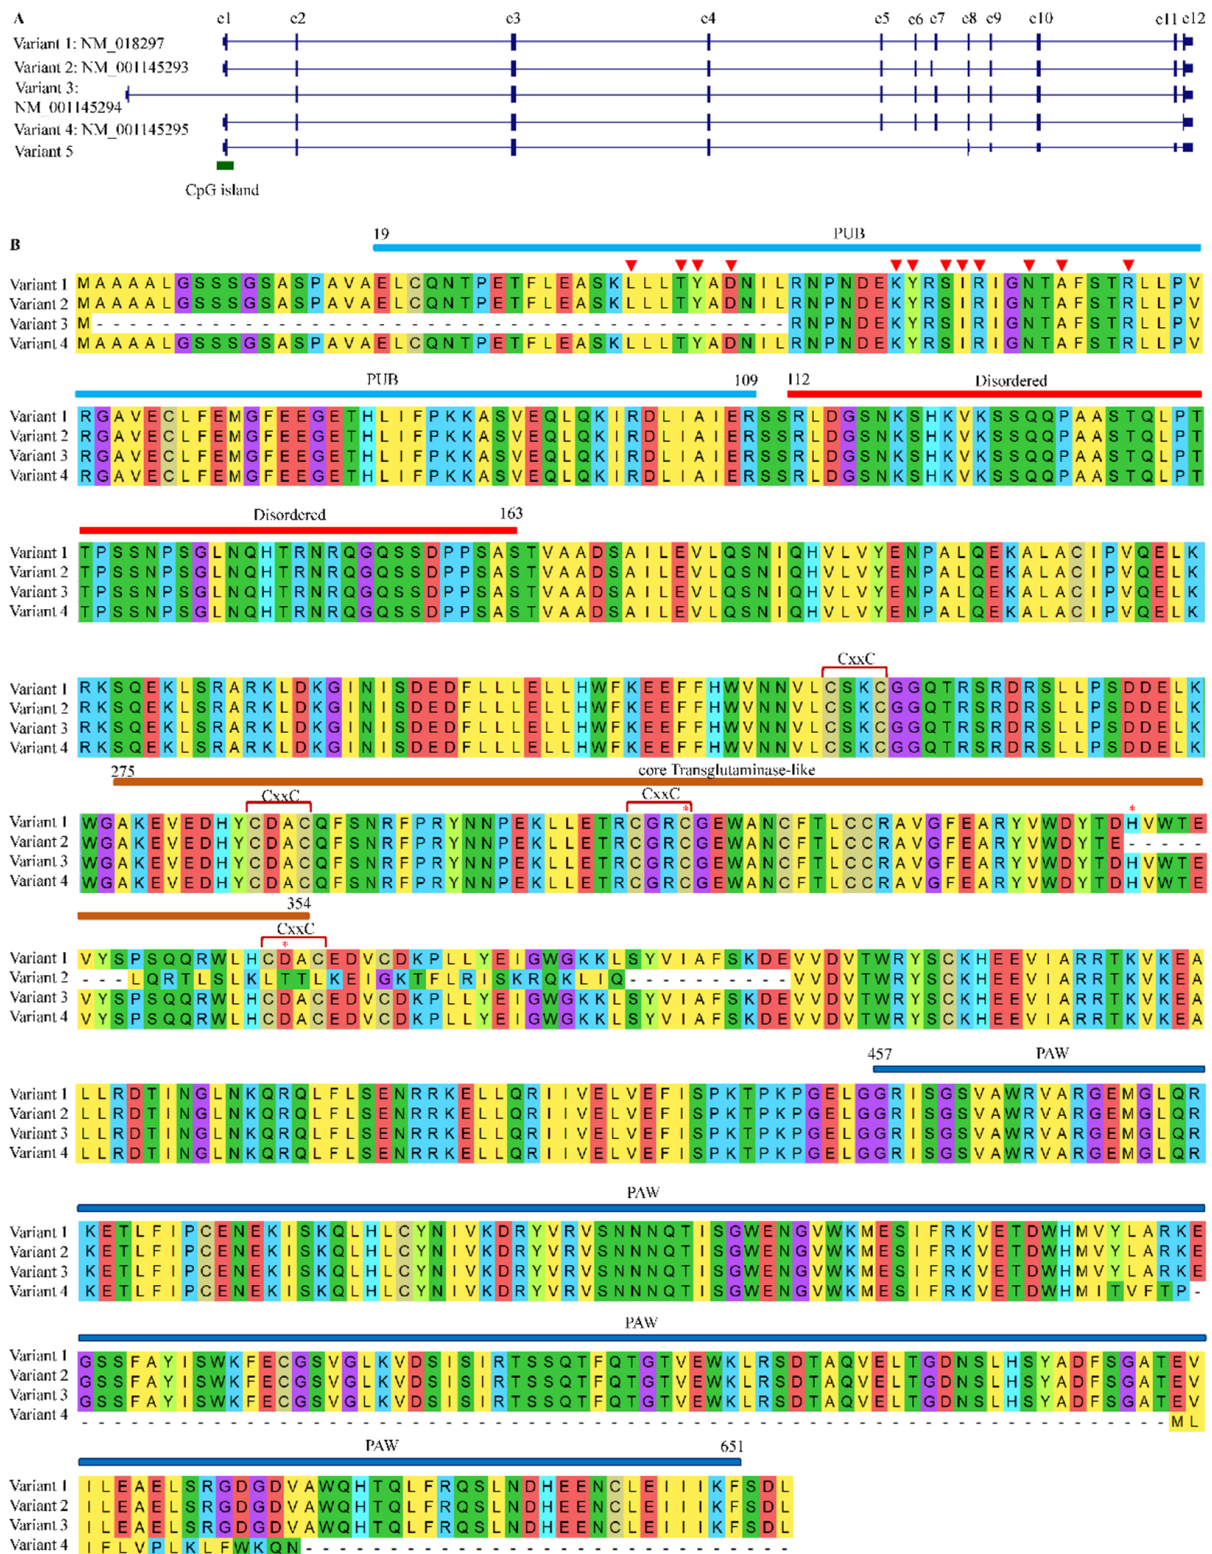 A
e1 e2 e3 e4 e5 e6 e7 e8 e9 e10 e11 e12
Variant 1: NM_018297
Variant 2: NM_001145293
Variant 3:
NM_001145294
Variant 4: NM_001145295
Variant 5
CpG island
B
19 PUB
Variant 1 MAAAALGSSSGSASPAVAELCQNTPETFLEASKLLLTYADNILRNPNDEKYRSIRIGNTAFSTRLLPV
Variant 2 MAAAALGSSSGSASPAVAELCQNTPETFLEASKLLLTYADNILRNPNDEKYRSIRIGNTAFSTRLLPV
Variant 3 M------------------------------------------RNPNDEKYRSIRIGNTAFSTRLLPV
Variant 4 MAAAALGSSSGSASPAVAELCQNTPETFLEASKLLLTYADNILRNPNDEKYRSIRIGNTAFSTRLLPV
PUB 109 112 Disordered
Variant 1 RGAVECLFEMGFEEGETHLIFPKKASVEQLQKIRDLIAIERSSRLDGSNKSHKVKSSQQPAASTQLPT
Variant 2 RGAVECLFEMGFEEGETHLIFPKKASVEQLQKIRDLIAIERSSRLDGSNKSHKVKSSQQPAASTQLPT
Variant 3 RGAVECLFEMGFEEGETHLIFPKKASVEQLQKIRDLIAIERSSRLDGSNKSHKVKSSQQPAASTQLPT
Variant 4 RGAVECLFEMGFEEGETHLIFPKKASVEQLQKIRDLIAIERSSRLDGSNKSHKVKSSQQPAASTQLPT
Disordered 163
Variant 1 TPSSNPSGLNQHTRNRQGQSSDPPSASTVAADSAILEVLQSNIQHVLVYENPALQEKALACIPVQELK
Variant 2 TPSSNPSGLNQHTRNRQGQSSDPPSASTVAADSAILEVLQSNIQHVLVYENPALQEKALACIPVQELK
Variant 3 TPSSNPSGLNQHTRNRQGQSSDPPSASTVAADSAILEVLQSNIQHVLVYENPALQEKALACIPVQELK
Variant 4 TPSSNPSGLNQHTRNRQGQSSDPPSASTVAADSAILEVLQSNIQHVLVYENPALQEKALACIPVQELK
CxxC
Variant 1 RKSQEKLSRARKLDKGINISDEDFLLLELLHWFKEEFFHWVNNVLCSKCGGQTRSRDRSLLPSDDELK
Variant 2 RKSQEKLSRARKLDKGINISDEDFLLLELLHWFKEEFFHWVNNVLCSKCGGQTRSRDRSLLPSDDELK
Variant 3 RKSQEKLSRARKLDKGINISDEDFLLLELLHWFKEEFFHWVNNVLCSKCGGQTRSRDRSLLPSDDELK
Variant 4 RKSQEKLSRARKLDKGINISDEDFLLLELLHWFKEEFFHWVNNVLCSKCGGQTRSRDRSLLPSDDELK
275 core Transglutaminase-like
CxxC CxxC * *
Variant 1 WGAKEVEDHYCDACQFSNRFPRYNNPEKLLETRCGRCGEWANCFTLCCRAVGFEARYVWDYTDHVWTE
Variant 2 WGAKEVEDHYCDACQFSNRFPRYNNPEKLLETRCGRCGEWANCFTLCCRAVGFEARYVWDYTE-----
Variant 3 WGAKEVEDHYCDACQFSNRFPRYNNPEKLLETRCGRCGEWANCFTLCCRAVGFEARYVWDYTDHVWTE
Variant 4 WGAKEVEDHYCDACQFSNRFPRYNNPEKLLETRCGRCGEWANCFTLCCRAVGFEARYVWDYTDHVWTE
354
CxxC
*
Variant 1 VYSPSQQRWLHCDACEDVCDKPLLYEIGWGKKLSYVIAFSKDEVVDVTWRYSCKHEEVIARRTKVKEA
Variant 2 ---LQRTLSLKLTTLKEIGKTFLRISKRQKLIQ----------VVDVTWRYSCKHEEVIARRTKVKEA
Variant 3 VYSPSQQRWLHCDACEDVCDKPLLYEIGWGKKLSYVIAFSKDEVVDVTWRYSCKHEEVIARRTKVKEA
Variant 4 VYSPSQQRWLHCDACEDVCDKPLLYEIGWGKKLSYVIAFSKDEVVDVTWRYSCKHEEVIARRTKVKEA
457 PAW
Variant 1 LLRDTINGLNKQRQLFLSENRRKELLQRIIVELVEFISPKTPKPGELGGRISGSVAWRVARGEMGLQR
Variant 2 LLRDTINGLNKQRQLFLSENRRKELLQRIIVELVEFISPKTPKPGELGGRISGSVAWRVARGEMGLQR
Variant 3 LLRDTINGLNKQRQLFLSENRRKELLQRIIVELVEFISPKTPKPGELGGRISGSVAWRVARGEMGLQR
Variant 4 LLRDTINGLNKQRQLFLSENRRKELLQRIIVELVEFISPKTPKPGELGGRISGSVAWRVARGEMGLQR
PAW
Variant 1 KETLFIPCENEKISKQLHLCYNIVKDRYVRVSNNNQTISGWENGVWKMESIFRKVETDWHMVYLARKE
Variant 2 KETLFIPCENEKISKQLHLCYNIVKDRYVRVSNNNQTISGWENGVWKMESIFRKVETDWHMVYLARKE
Variant 3 KETLFIPCENEKISKQLHLCYNIVKDRYVRVSNNNQTISGWENGVWKMESIFRKVETDWHMVYLARKE
Variant 4 KETLFIPCENEKISKQLHLCYNIVKDRYVRVSNNNQTISGWENGVWKMESIFRKVETDWHMITVFTP-
PAW
Variant 1 GSSFAYISWKFECGSVGLKVDSISIRTSSQTFQTGTVEWKLRSDTAQVELTGDNSLHSYADFSGATEV
Variant 2 GSSFAYISWKFECGSVGLKVDSISIRTSSQTFQTGTVEWKLRSDTAQVELTGDNSLHSYADFSGATEV
Variant 3 GSSFAYISWKFECGSVGLKVDSISIRTSSQTFQTGTVEWKLRSDTAQVELTGDNSLHSYADFSGATEV
Variant 4 ------------------------------------------------------------------ML
PAW 651
Variant 1 ILEAELSRGDGDVAWQHTQLFRQSLNDHEENCLEIIIKFSDL
Variant 2 ILEAELSRGDGDVAWQHTQLFRQSLNDHEENCLEIIIKFSDL
Variant 3 ILEAELSRGDGDVAWQHTQLFRQSLNDHEENCLEIIIKFSDL
Variant 4 IFLVPLKLFWKQN------------------------------